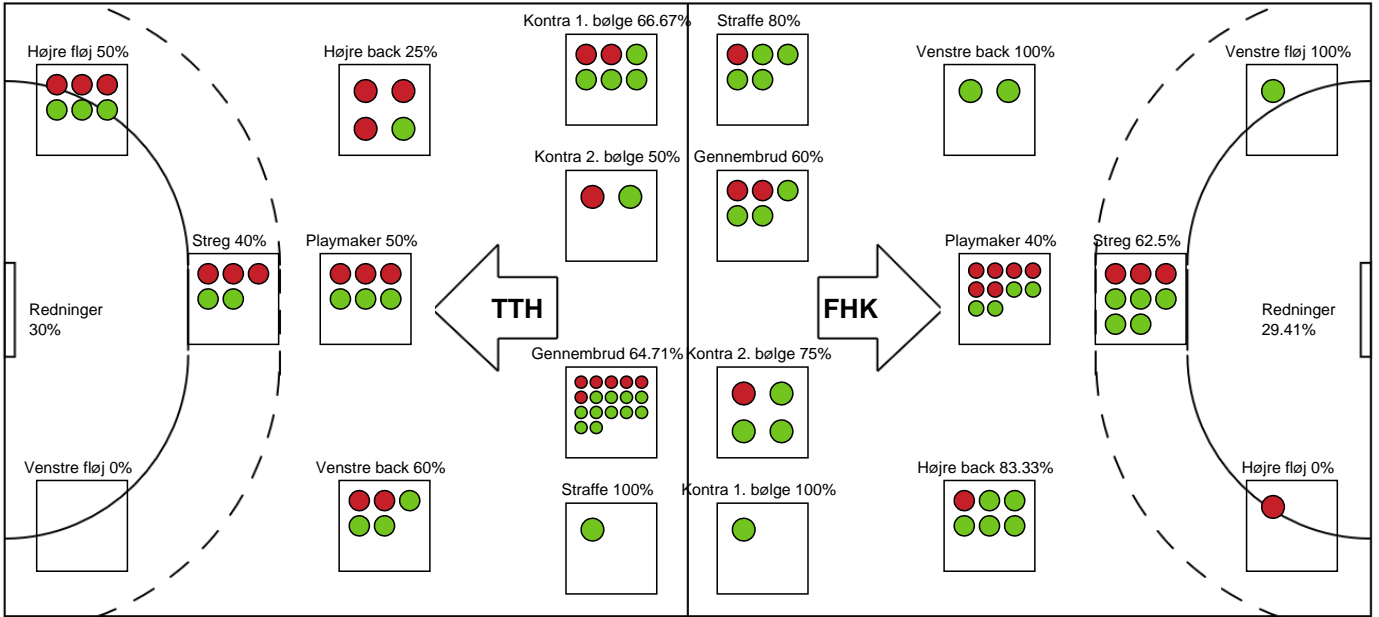 Kontra 1. bølge 66.67%
Straffe 80%
Højre fløj 50%
Højre back 25%
Venstre back 100%
Venstre fløj 100%
Kontra 2. bølge 50%
Gennembrud 60%
Streg 40%
Playmaker 50%
Playmaker 40%
Streg 62.5%
Redninger
30%
TTH
FHK
Redninger
29.41%
Gennembrud 64.71%
Kontra 2. bølge 75%
Venstre fløj 0%
Venstre back 60%
Straffe 100%
Kontra 1. bølge 100%
Højre back 83.33%
Højre fløj 0%